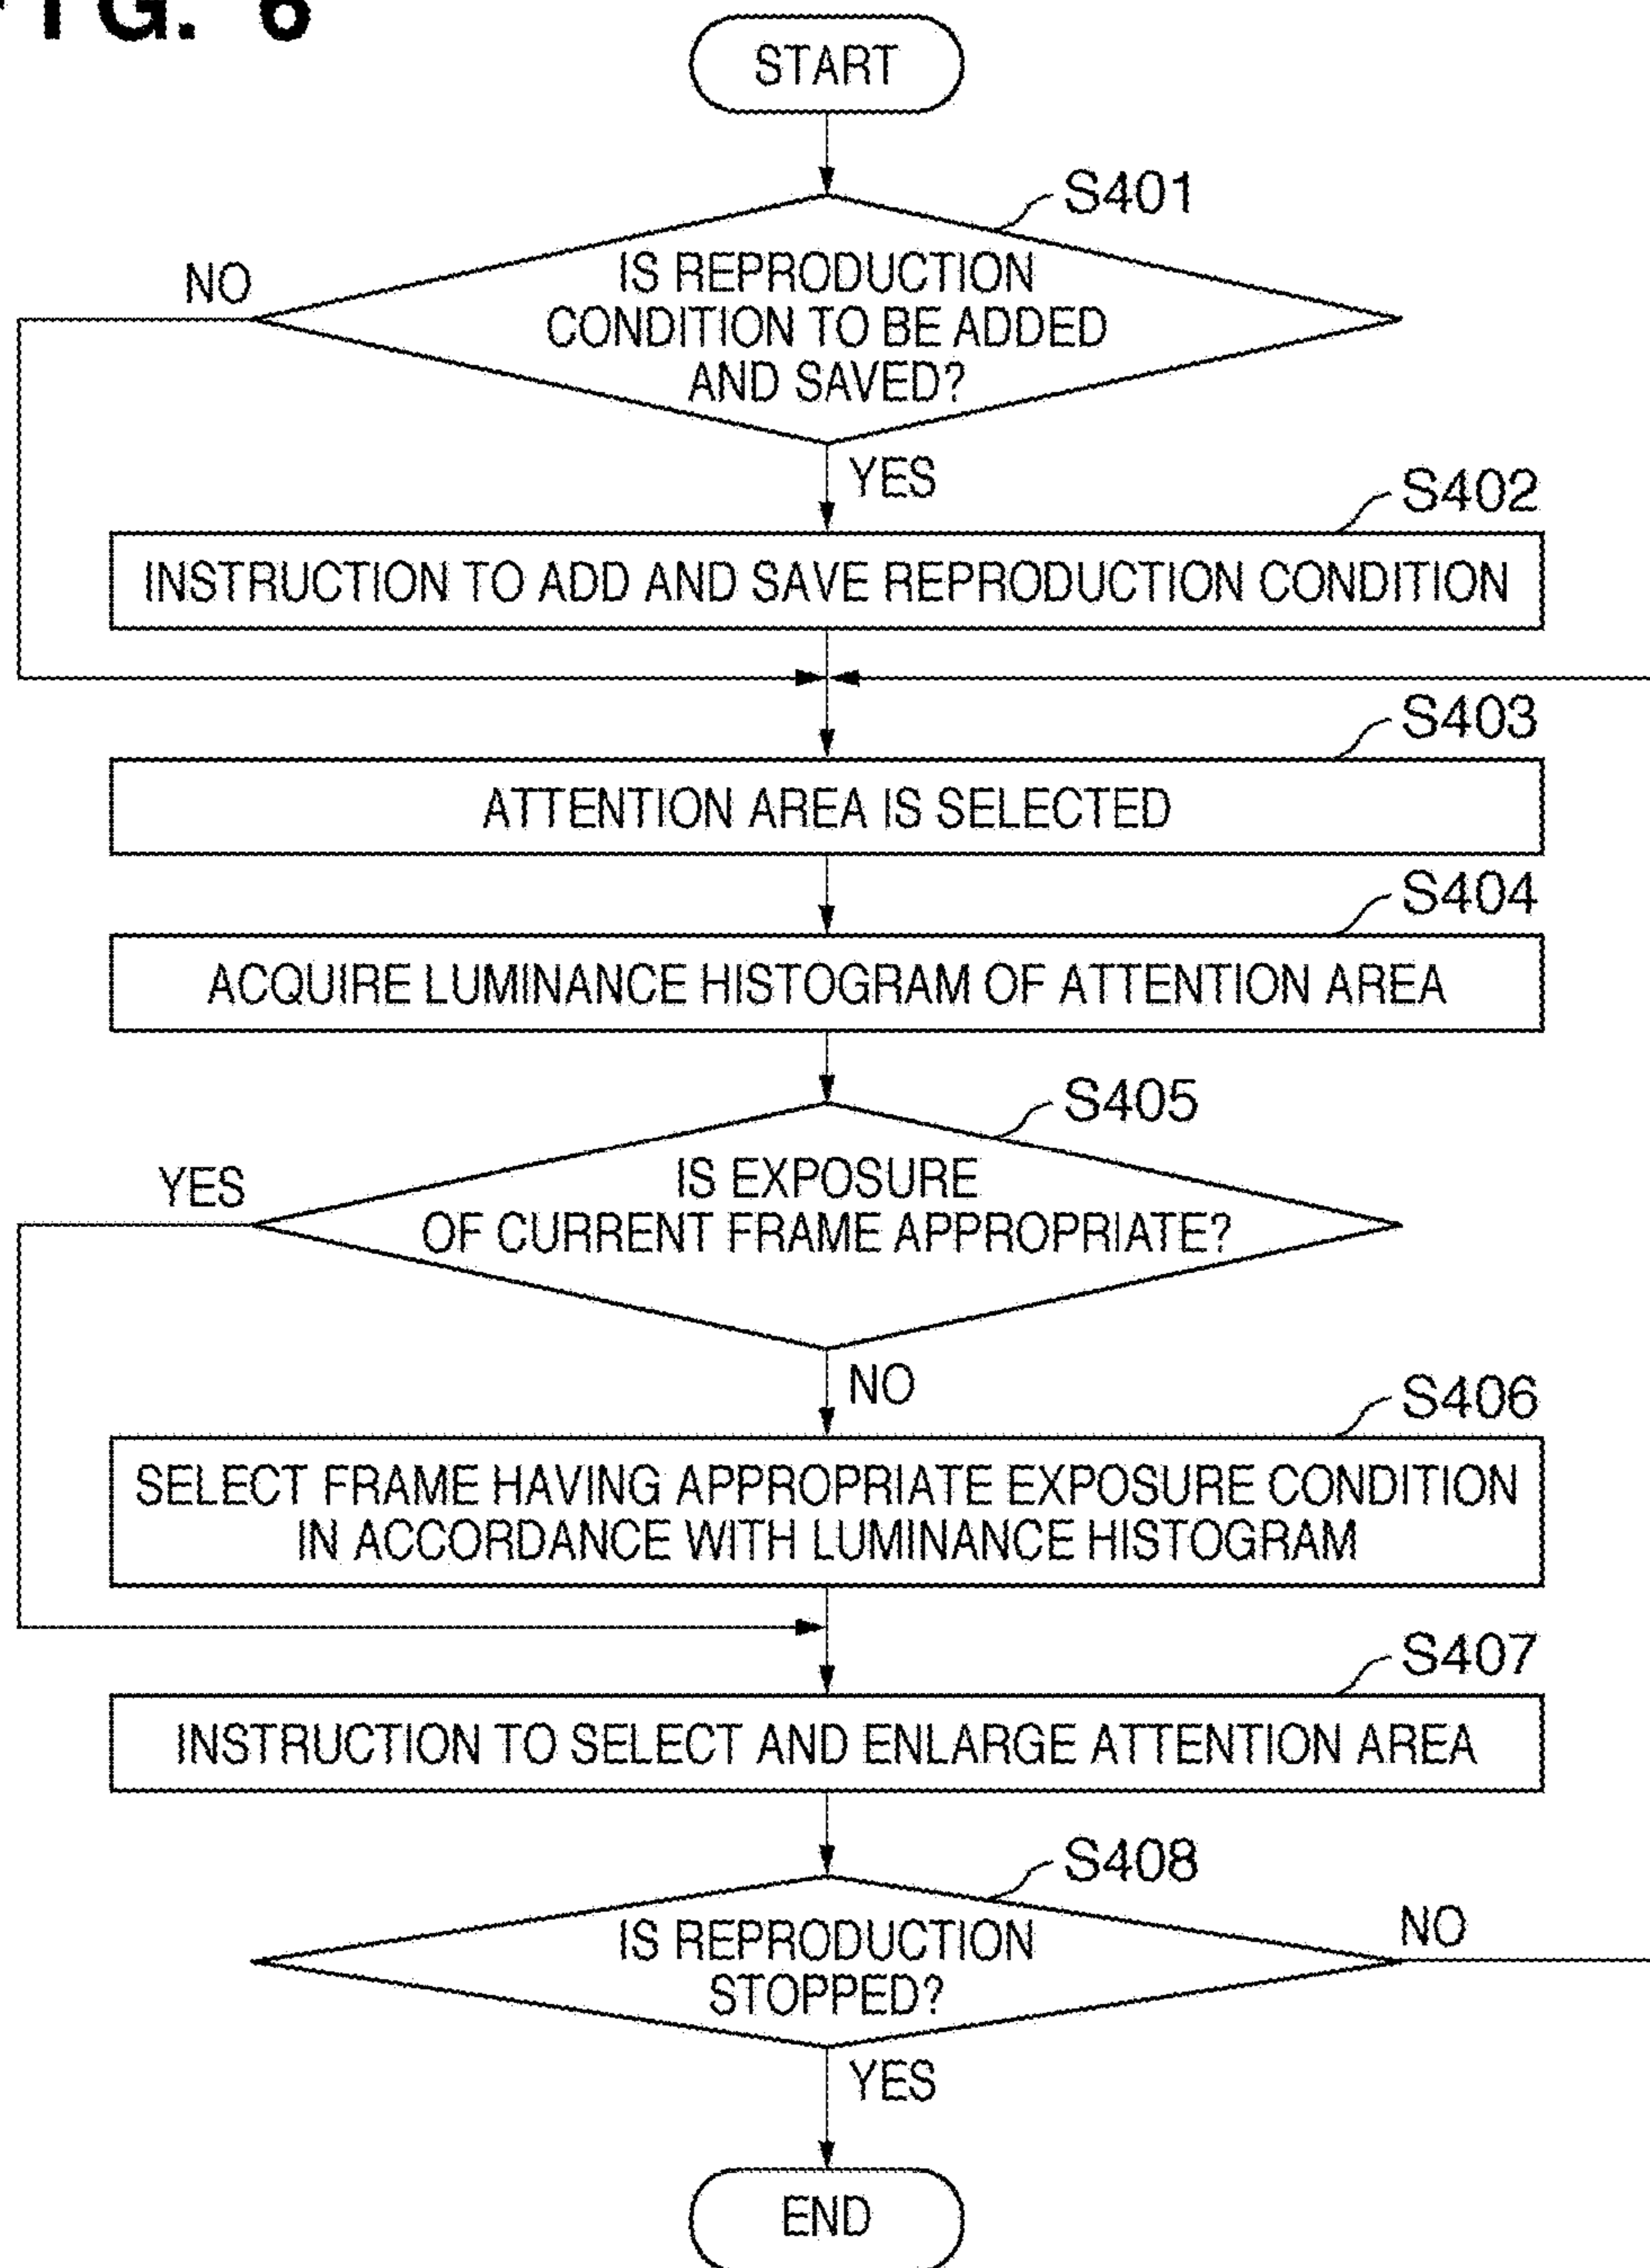 FIG. 6
START
S401
NO
IS REPRODUCTION
CONDITION TO BE ADDED
AND SAVED?
YES
S402
INSTRUCTION TO ADD AND SAVE REPRODUCTION CONDITION
S403
ATTENTION AREA IS SELECTED
S404
ACQUIRE LUMINANCE HISTOGRAM OF ATTENTION AREA
S405
YES
IS EXPOSURE
OF CURRENT FRAME APPROPRIATE?
NO
S406
SELECT FRAME HAVING APPROPRIATE EXPOSURE CONDITION
IN ACCORDANCE WITH LUMINANCE HISTOGRAM
S407
INSTRUCTION TO SELECT AND ENLARGE ATTENTION AREA
S408
NO
IS REPRODUCTION
STOPPED?
YES
END